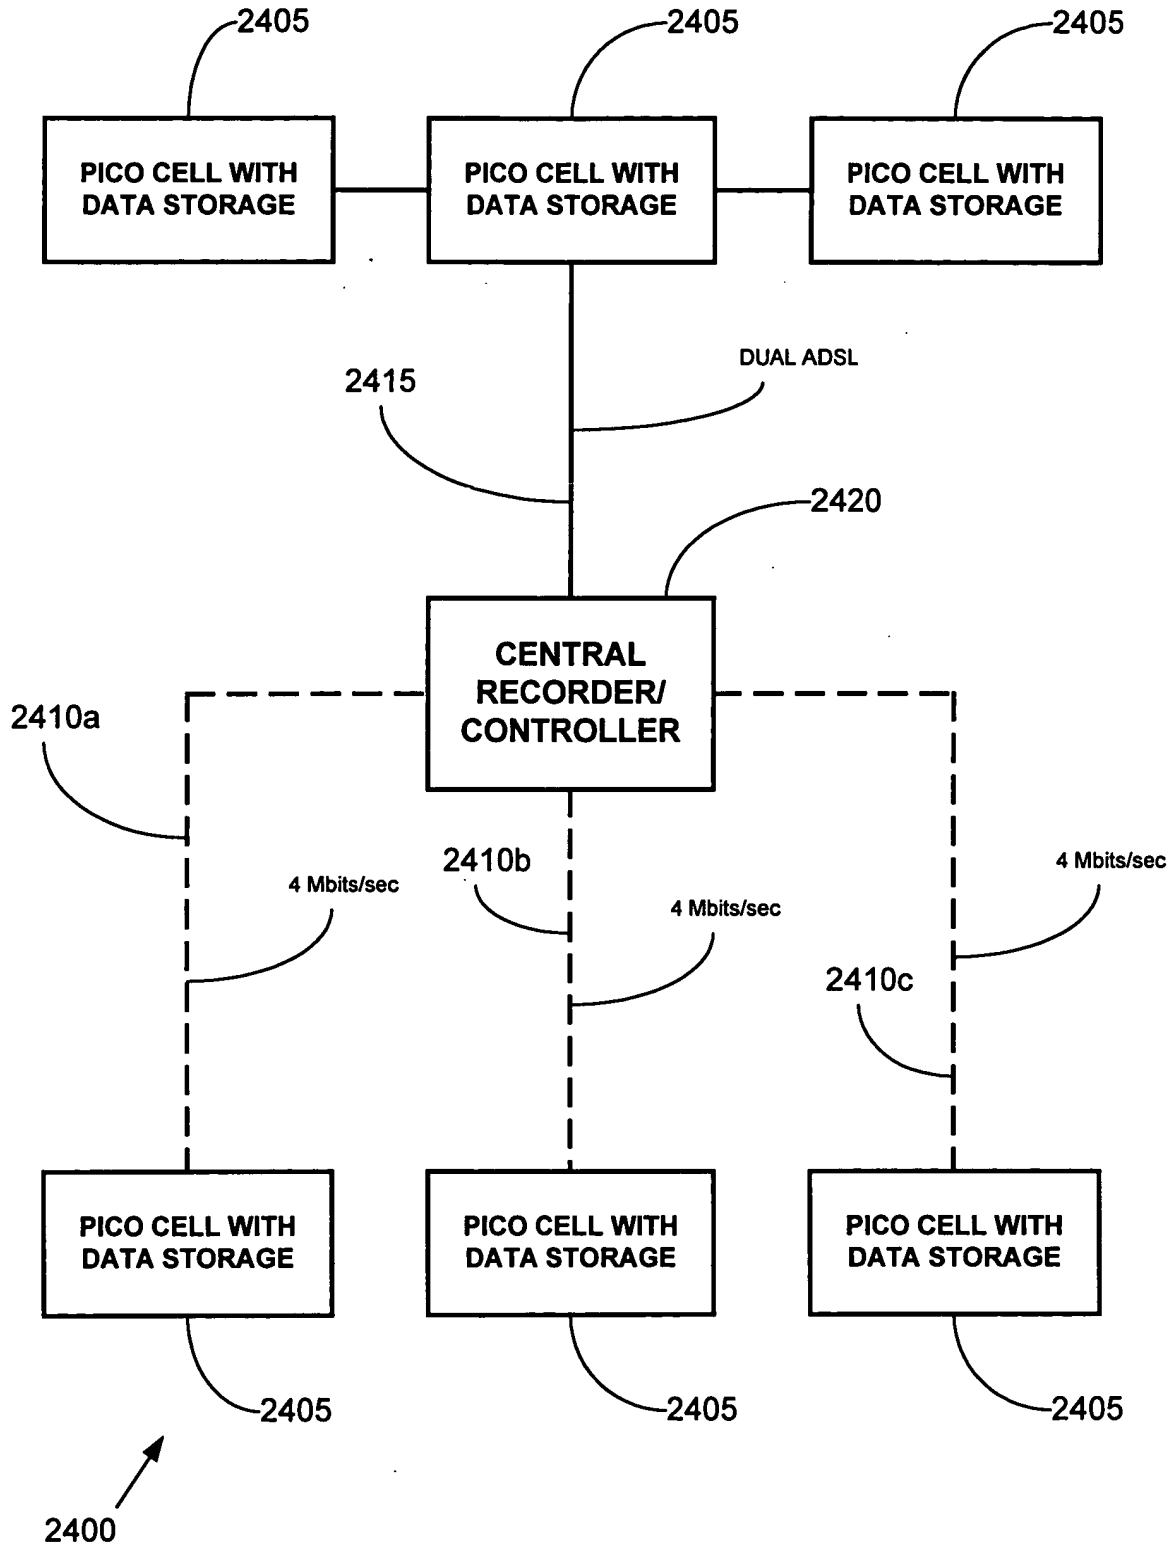 2405
2405
2405
PICO CELL WITH
DATA STORAGE
PICO CELL WITH
DATA STORAGE
PICO CELL WITH
DATA STORAGE
DUAL ADSL
2415
2420
CENTRAL
RECORDER/
CONTROLLER
2410a
2410b
4 Mbits/sec
4 Mbits/sec
4 Mbits/sec
2410c
PICO CELL WITH
DATA STORAGE
PICO CELL WITH
DATA STORAGE
PICO CELL WITH
DATA STORAGE
2405
2405
2405
2400